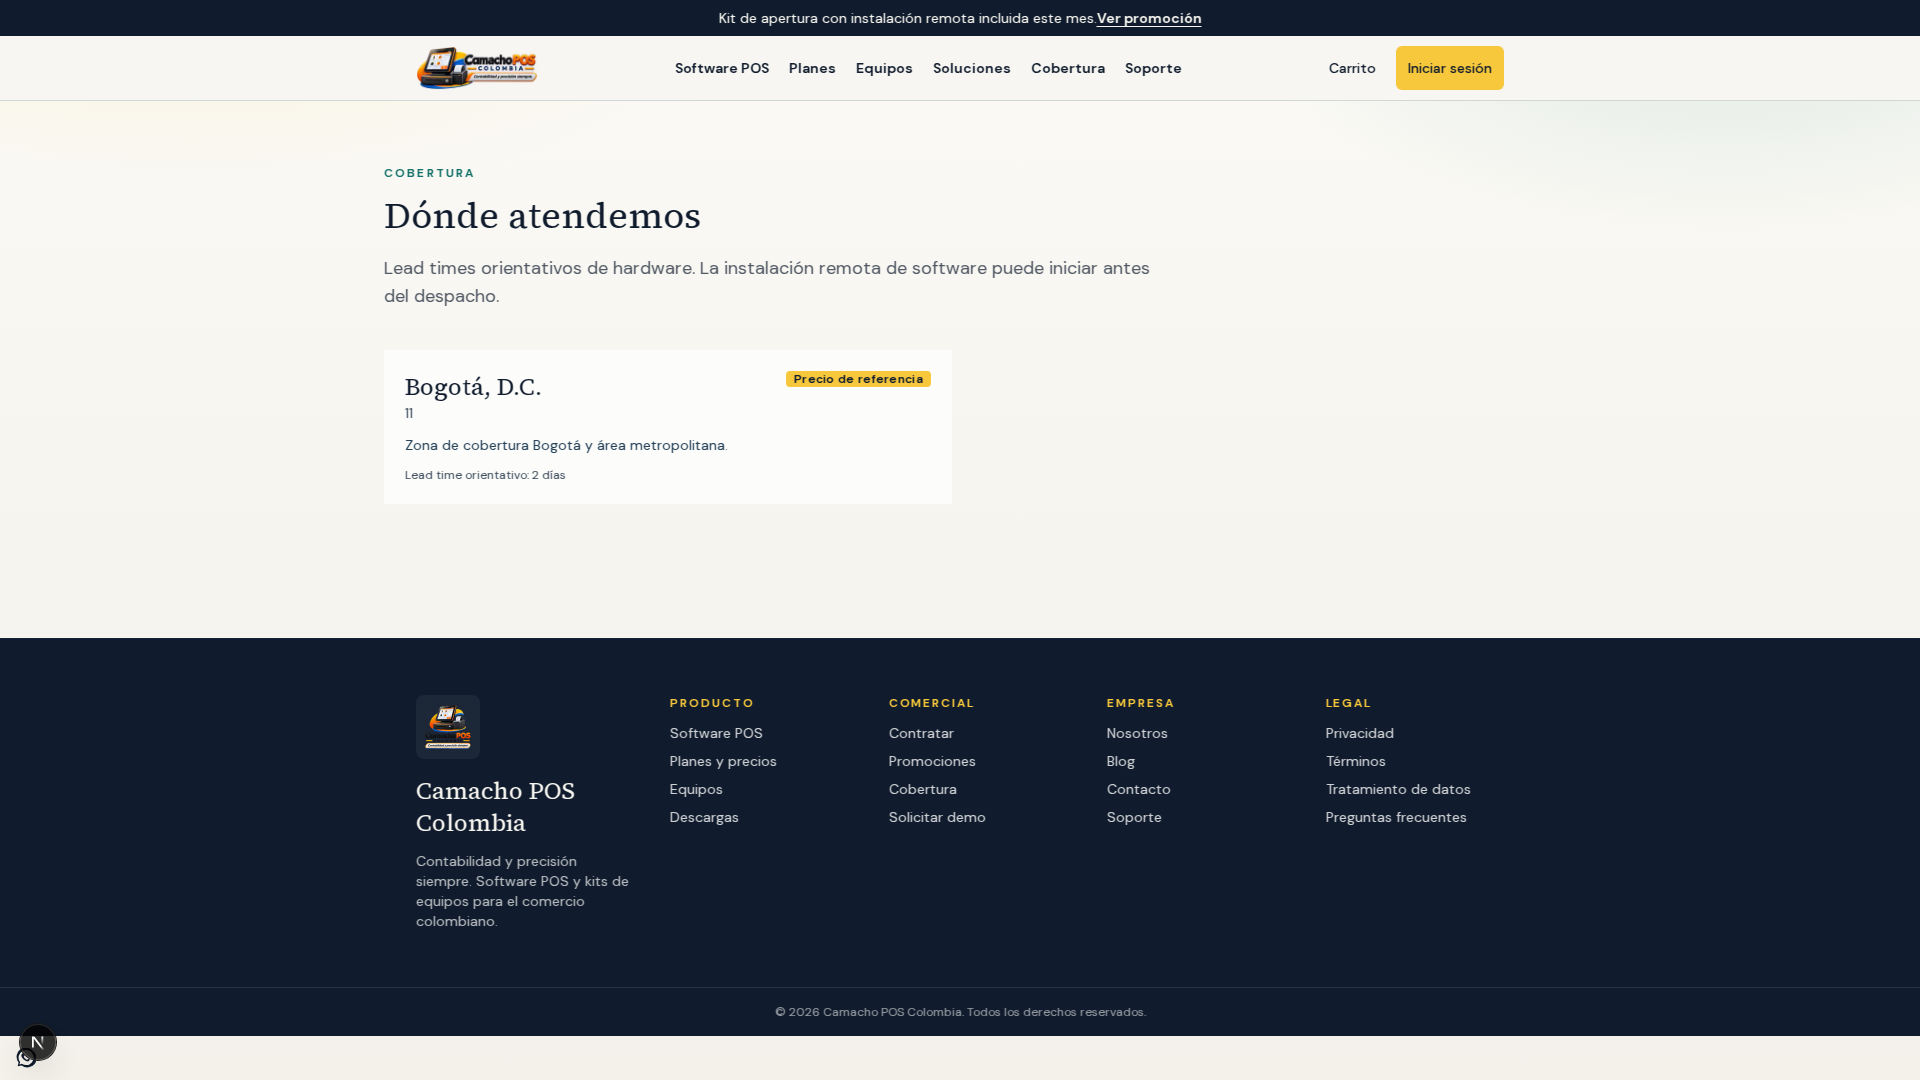 Kit de apertura con instalación remota incluida este mes.Ver promoción
CamachoPOS
COLOMBIA
Contabilidad y precisión siempre.
Software POS
Planes
Equipos
Soluciones
Cobertura
Soporte
Carrito
Iniciar sesión
COBERTURA
Dónde atendemos
Lead times orientativos de hardware. La instalación remota de software puede iniciar antes
del despacho.
Bogotá, D.C.
Precio de referencia
11
Zona de cobertura Bogotá y área metropolitana.
Lead time orientativo: 2 días
Camacho POS
Colombia
Contabilidad y precisión
siempre. Software POS y kits de
equipos para el comercio
colombiano.
PRODUCTO
Software POS
Planes y precios
Equipos
Descargas
COMERCIAL
Contratar
Promociones
Cobertura
Solicitar demo
EMPRESA
Nosotros
Blog
Contacto
Soporte
LEGAL
Privacidad
Términos
Tratamiento de datos
Preguntas frecuentes
© 2026 Camacho POS Colombia. Todos los derechos reservados.
N